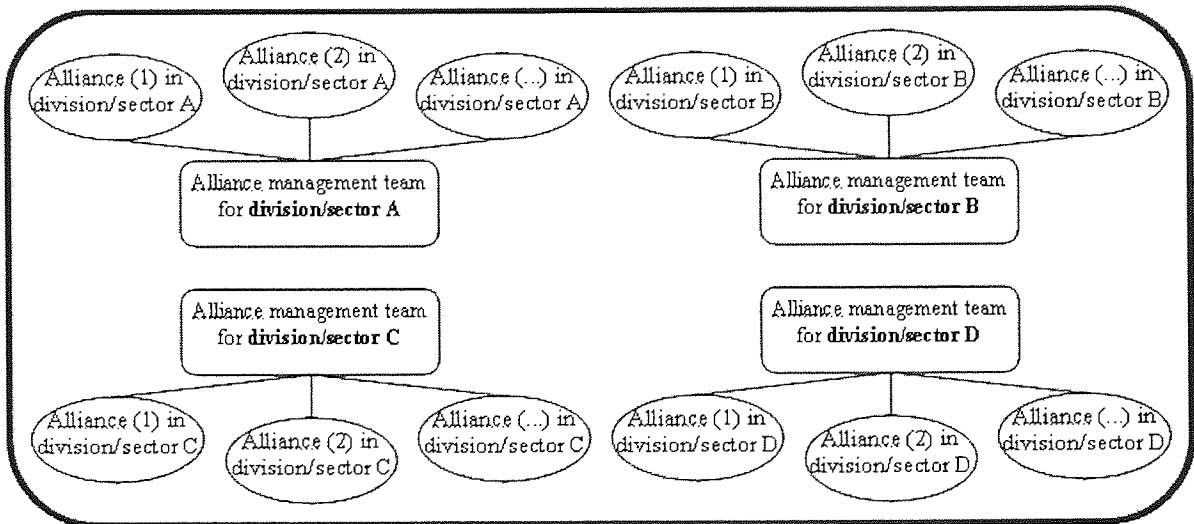 Alliance (1) in
division/sector A
Alliance (2) in
division/sector A
Alliance (...) in
division/sector A
Alliance management team
for division/sector A
Alliance (1) in
division/sector B
Alliance (2) in
division/sector B
Alliance (...) in
division/sector B
Alliance management team
for division/sector B
Alliance management team
for division/sector C
Alliance (1) in
division/sector C
Alliance (2) in
division/sector C
Alliance (...) in
division/sector C
Alliance management team
for division/sector D
Alliance (1) in
division/sector D
Alliance (2) in
division/sector D
Alliance (...) in
division/sector D